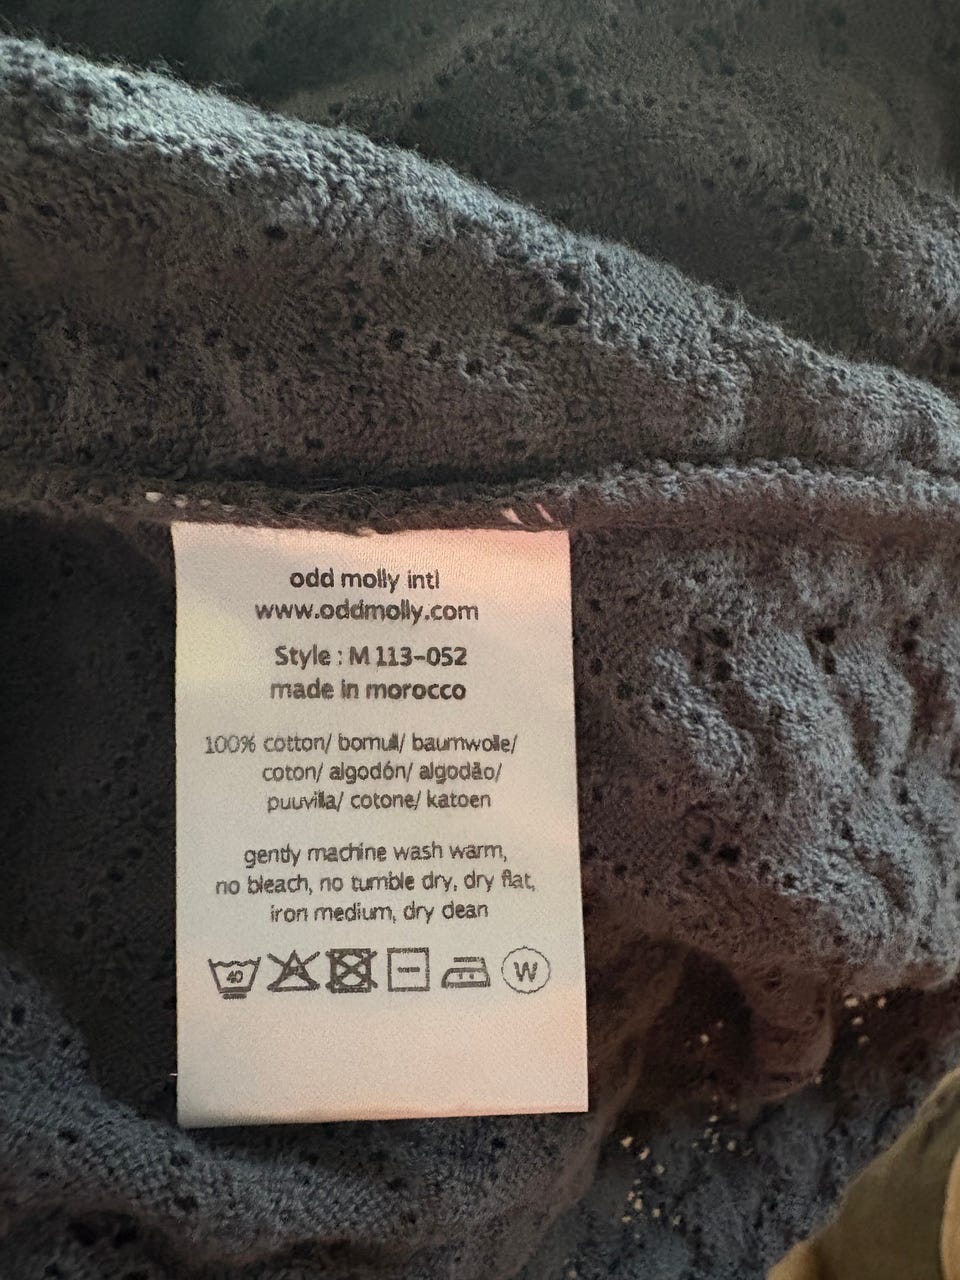 odd molly intl
www.oddmolly.com
Style : M 113-052
made in morocco
100% cotton/ bomull/ baumwolle/
coton/ algodón/ algodão/
puuvilla/ cotone/ katoen
gently machine wash warm,
no bleach, no tumble dry, dry flat,
iron medium, dry clean
40 W